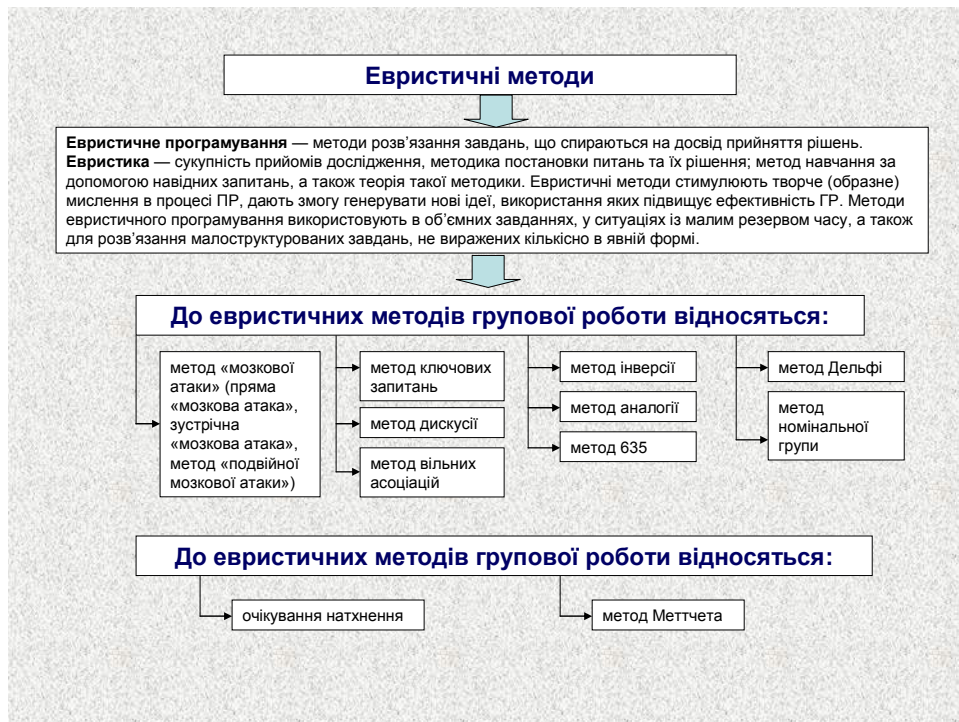 Евристичні методи
Евристичне програмування — методи розв’язання завдань, що спираються на досвід прийняття рішень.
Евристика — сукупність прийомів дослідження, методика постановки питань та їх рішення; метод навчання за
допомогою навідних запитань, а також теорія такої методики. Евристичні методи стимулюють творче (образне)
мислення в процесі ПР, дають змогу генерувати нові ідеї, використання яких підвищує ефективність ГР. Методи
евристичного програмування використовують в об’ємних завданнях, у ситуаціях із малим резервом часу, а також
для розв’язання малоструктурованих завдань, не виражених кількісно в явній формі.
До евристичних методів групової роботи відносяться:
метод «мозкової
атаки» (пряма
«мозкова атака»,
зустрічна
«мозкова атака»,
метод «подвійної
мозкової атаки»)
метод ключових
запитань
метод дискусії
метод вільних
асоціацій
метод інверсії
метод аналогії
метод 635
метод Дельфі
метод
номінальної
групи
До евристичних методів групової роботи відносяться:
очікування натхнення
метод Меттчета